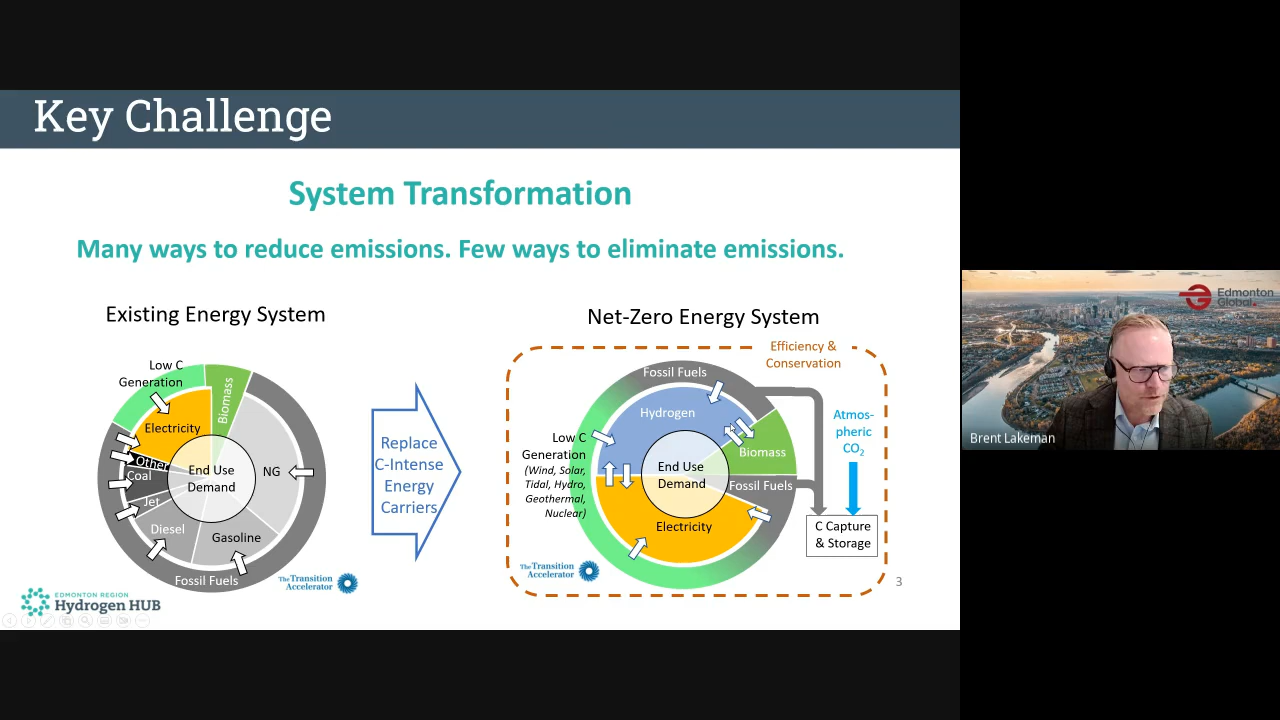 Key Challenge
System Transformation
Many ways to reduce emissions. Few ways to eliminate emissions.
Existing Energy System
Low C
Generation
Biomass
Electricity
Other
Coal
Jet
Diesel
Gasoline
NG
End Use
Demand
Fossil Fuels
The Transition
Accelerator
EDMONTON REGION
Hydrogen HUB
Replace
C-Intense
Energy
Carriers
Net-Zero Energy System
Efficiency &
Conservation
Fossil Fuels
Hydrogen
Low C
Generation
(Wind, Solar,
Tidal, Hydro,
Geothermal,
Nuclear)
End Use
Demand
Biomass
Fossil Fuels
Electricity
Atmos-
pheric
CO₂
C Capture
& Storage
The Transition
Accelerator
3
Edmonton
Global.
Brent Lakeman